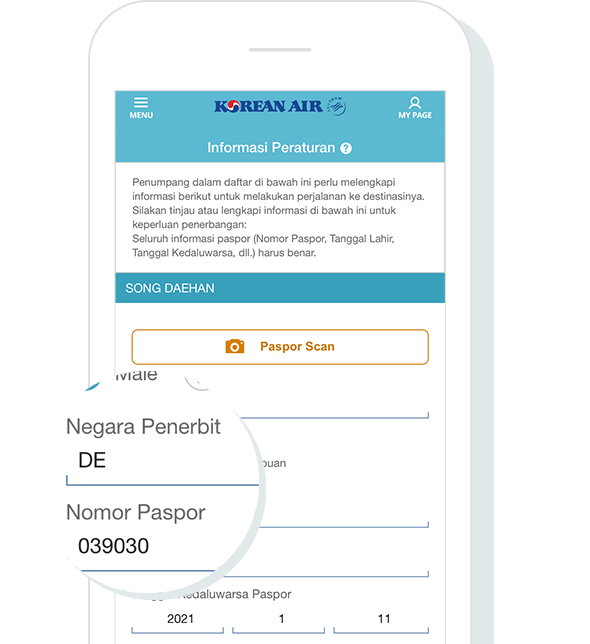 KOREAN AIR
MENU
MY PAGE
Informasi Peraturan ?
Penumpang dalam daftar di bawah ini perlu melengkapi
informasi berikut untuk melakukan perjalanan ke destinasinya.
Silakan tinjau atau lengkapi informasi di bawah ini untuk
keperluan penerbangan:
Seluruh informasi paspor (Nomor Paspor, Tanggal Lahir,
Tanggal Kedaluwarsa, dll.) harus benar.
SONG DAEHAN
Paspor Scan
Male
Negara Penerbit
DE
puan
Nomor Paspor
039030
Kedaluwarsa Paspor
2021 1 11